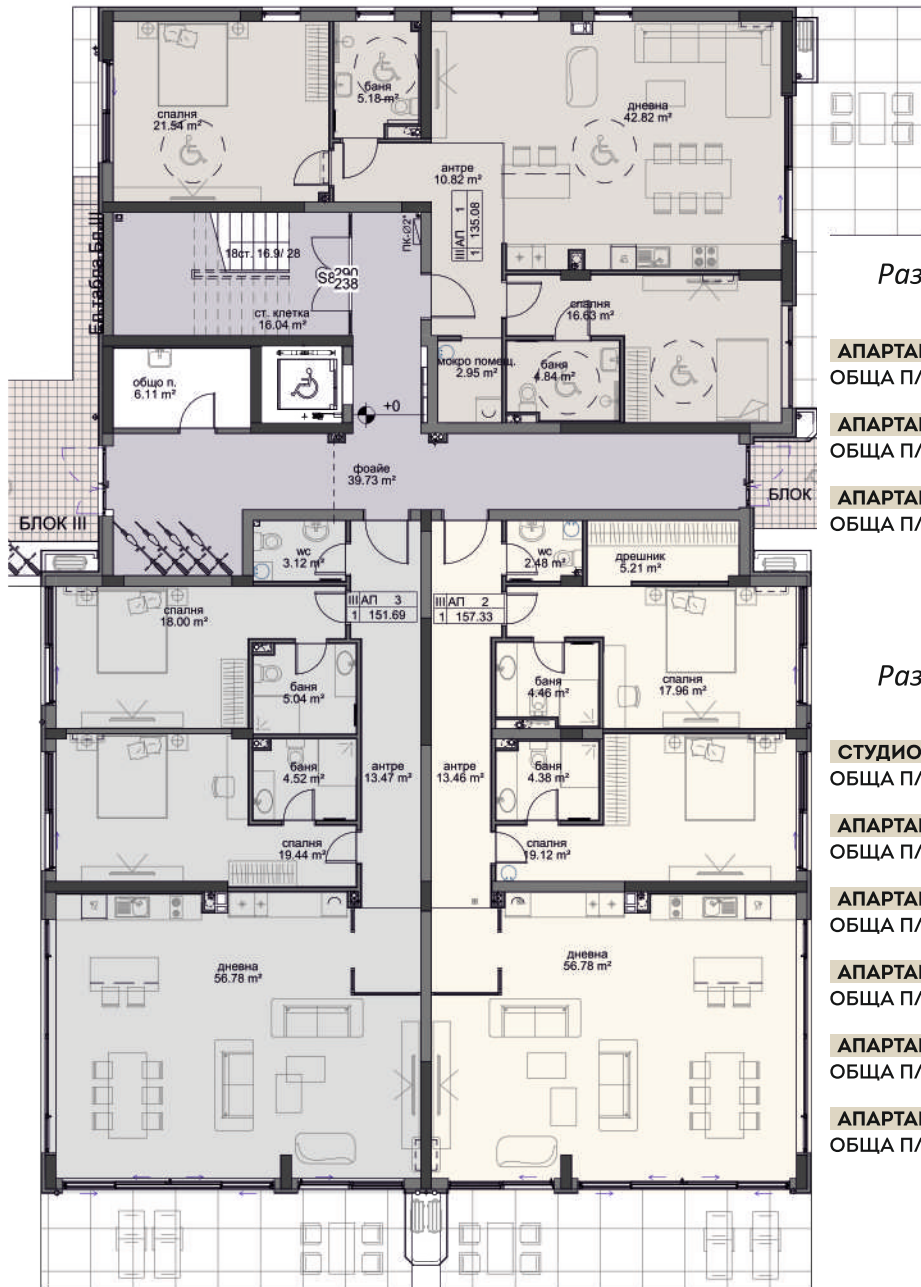 спалня
21.54 m²
баня
5.18 m²
дневна
42.82 m²
антре
10.82 m²
III АП 1
1 135.08
Ел.табла Бл.III
18ст. 16.9/ 28
ПК-Ø2"
ст. клетка
16.04 m²
спалня
16.63 m²
мокро помещ.
2.95 m²
баня
4.84 m²
общо п.
6.11 m²
+0
фоайе
39.73 m²
БЛОК III
БЛОК
wc
3.12 m²
wc
2.48 m²
дрешник
5.21 m²
III АП 3
1 151.69
III АП 2
1 157.33
спалня
18.00 m²
баня
5.04 m²
баня
4.46 m²
спалня
17.96 m²
баня
4.52 m²
антре
13.47 m²
антре
13.46 m²
баня
4.38 m²
спалня
19.44 m²
спалня
19.12 m²
дневна
56.78 m²
дневна
56.78 m²
Раз
АПАРТА
ОБЩА П
АПАРТА
ОБЩА П
АПАРТА
ОБЩА П
Раз
СТУДИО
ОБЩА П
АПАРТА
ОБЩА П
АПАРТА
ОБЩА П
АПАРТА
ОБЩА П
АПАРТА
ОБЩА П
АПАРТА
ОБЩА П